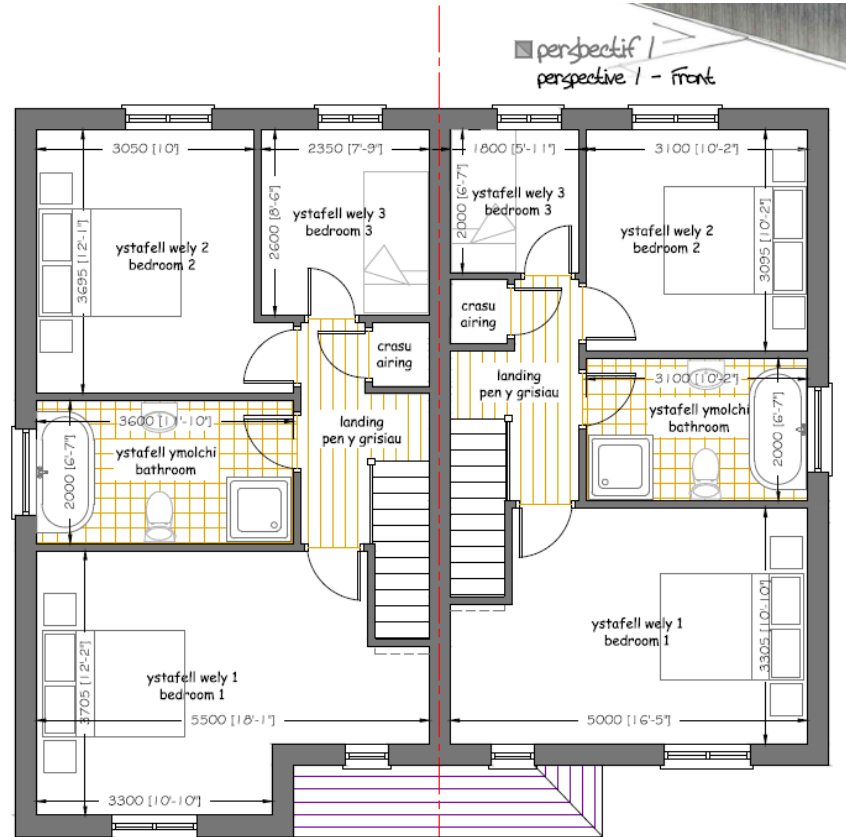 perspectif 1
perspective 1 - Front
3050 [10']
2350 [7'-9"]
1800 [5'-11"]
3100 [10'-2"]
3695 [12'-1"]
ystafell wely 2
bedroom 2
2600 [8'-6"]
ystafell wely 3
bedroom 3
2000 [6'-7"]
ystafell wely 3
bedroom 3
ystafell wely 2
bedroom 2
3095 [10'-2"]
crasu
airing
crasu
airing
landing
pen y grisiau
landing
pen y grisiau
3600 [11'-10"]
ystafell ymolchi
bathroom
2000 [6'-7"]
3100 [10'-2"]
ystafell ymolchi
bathroom
2000 [6'-7"]
3705 [12'-2"]
ystafell wely 1
bedroom 1
5500 [18'-1"]
3300 [10'-10"]
ystafell wely 1
bedroom 1
3305 [10'-10"]
5000 [16'-5"]